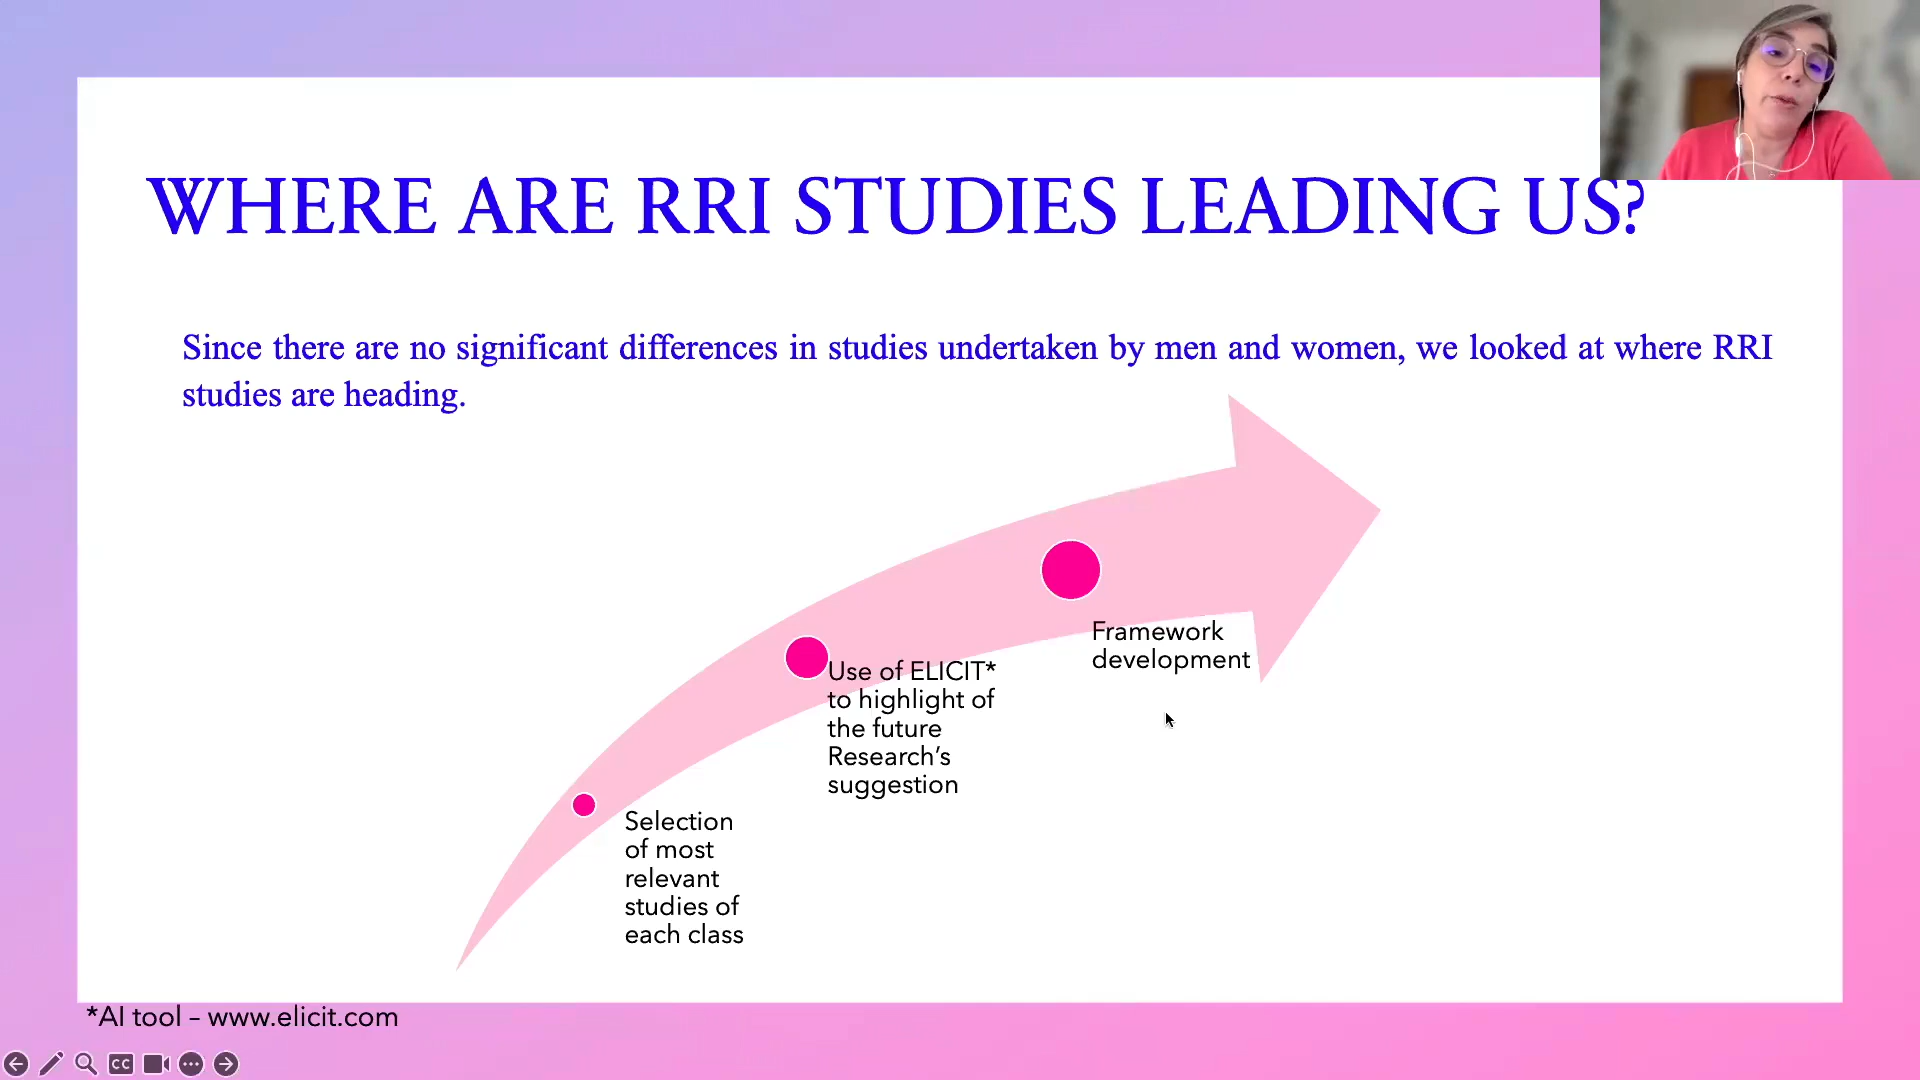 WHERE ARE RRI STUDIES LEADING US?
Since there are no significant differences in studies undertaken by men and women, we looked at where RRI
studies are heading.
Framework
development
Use of ELICIT*
to highlight of
the future
Research’s
suggestion
Selection
of most
relevant
studies of
each class
*AI tool – www.elicit.com
CC